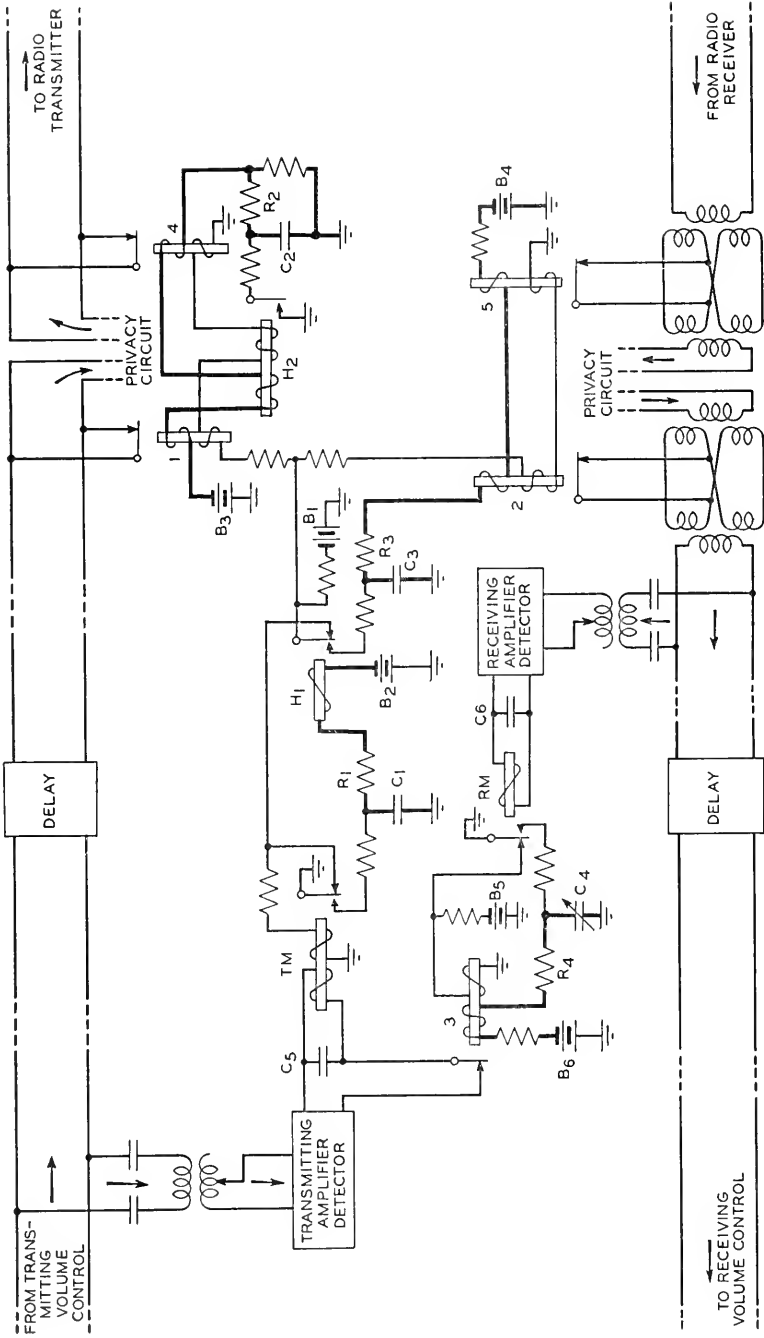 FROM TRANS-
MITTING
VOLUME
CONTROL
DELAY
PRIVACY
CIRCUIT
TO RADIO
TRANSMITTER
1
B3
H2
4
R2
C2
TRANSMITTING
AMPLIFIER
DETECTOR
C5
TM
R1
C1
H1
B2
B1
R3
C3
2
5
B4
3
B6
B5
R4
C4
RM
C6
RECEIVING
AMPLIFIER
DETECTOR
TO RECEIVING
VOLUME CONTROL
DELAY
PRIVACY
CIRCUIT
FROM RADIO
RECEIVER